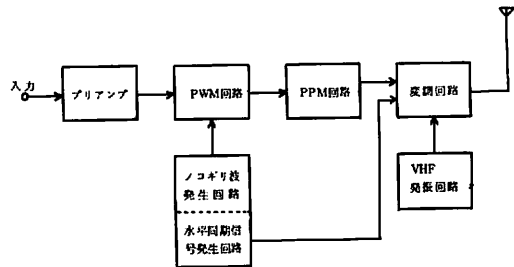 入力
プリアンプ
PWM回路
PPM回路
変調回路
ノコギリ波
発生回路
水平同期信
号発生回路
VHF
発振回路